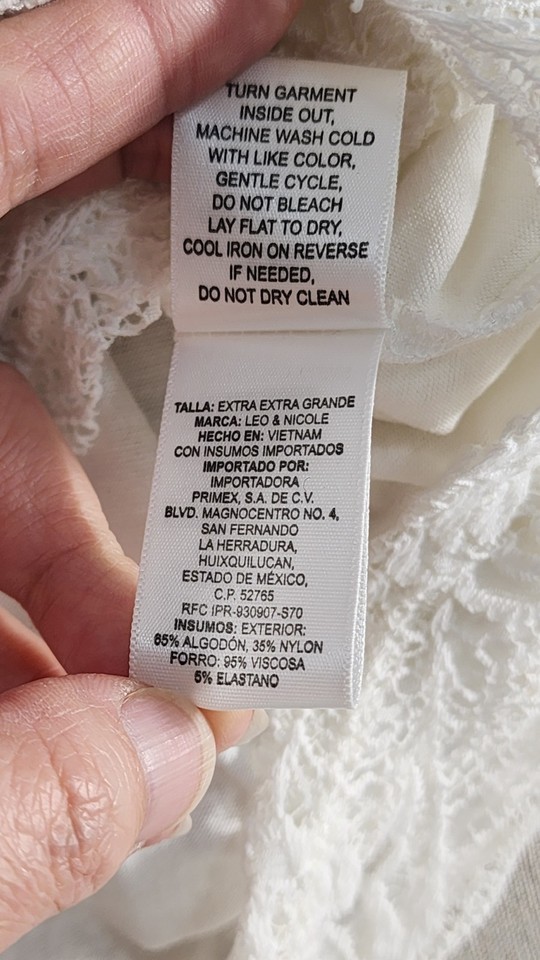 TURN GARMENT
INSIDE OUT,
MACHINE WASH COLD
WITH LIKE COLOR,
GENTLE CYCLE,
DO NOT BLEACH
LAY FLAT TO DRY,
COOL IRON ON REVERSE
IF NEEDED,
DO NOT DRY CLEAN
TALLA: EXTRA EXTRA GRANDE
MARCA: LEO & NICOLE
HECHO EN: VIETNAM
CON INSUMOS IMPORTADOS
IMPORTADO POR:
IMPORTADORA
PRIMEX, S.A. DE C.V.
BLVD. MAGNOCENTRO NO. 4,
SAN FERNANDO
LA HERRADURA,
HUIXQUILUCAN,
ESTADO DE MÉXICO,
C.P. 52765
RFC IPR-930907-S70
INSUMOS: EXTERIOR:
65% ALGODÓN, 35% NYLON
FORRO: 95% VISCOSA
5% ELASTANO